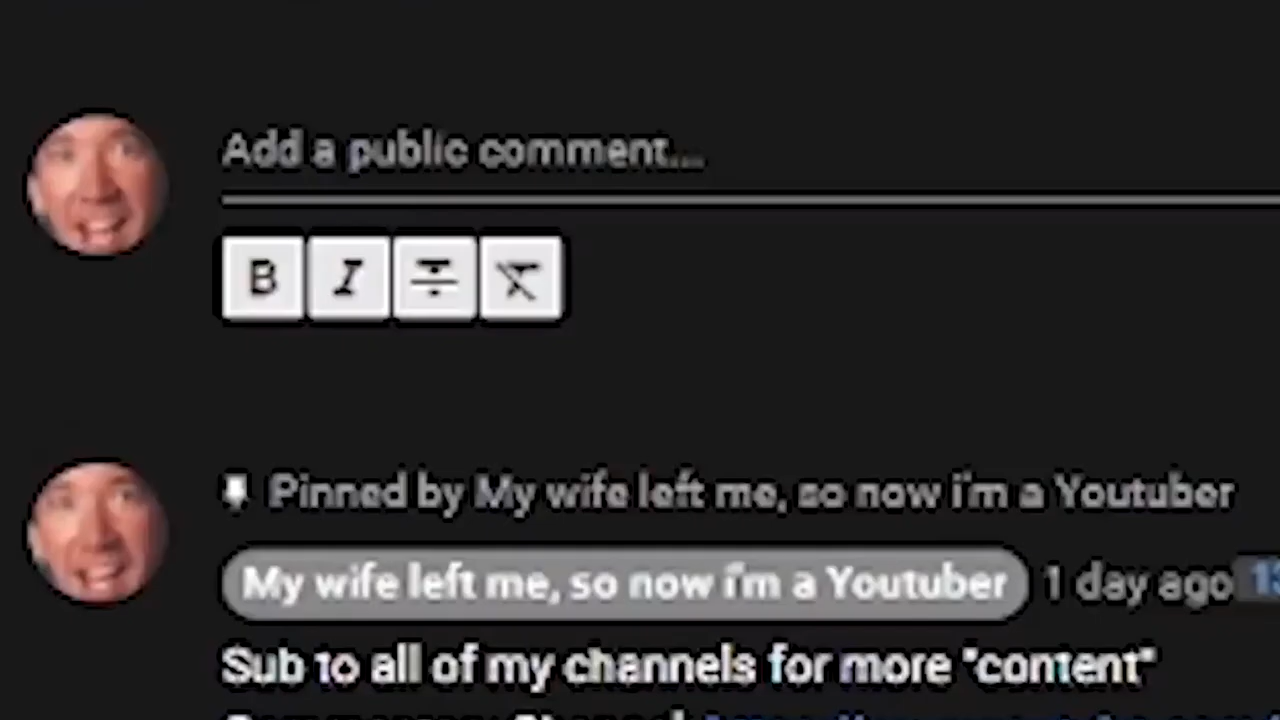 Add a public comment...
B I T T
Pinned by My wife left me, so now i'm a Youtuber
My wife left me, so now i'm a Youtuber 1 day ago
Sub to all of my channels for more "content"